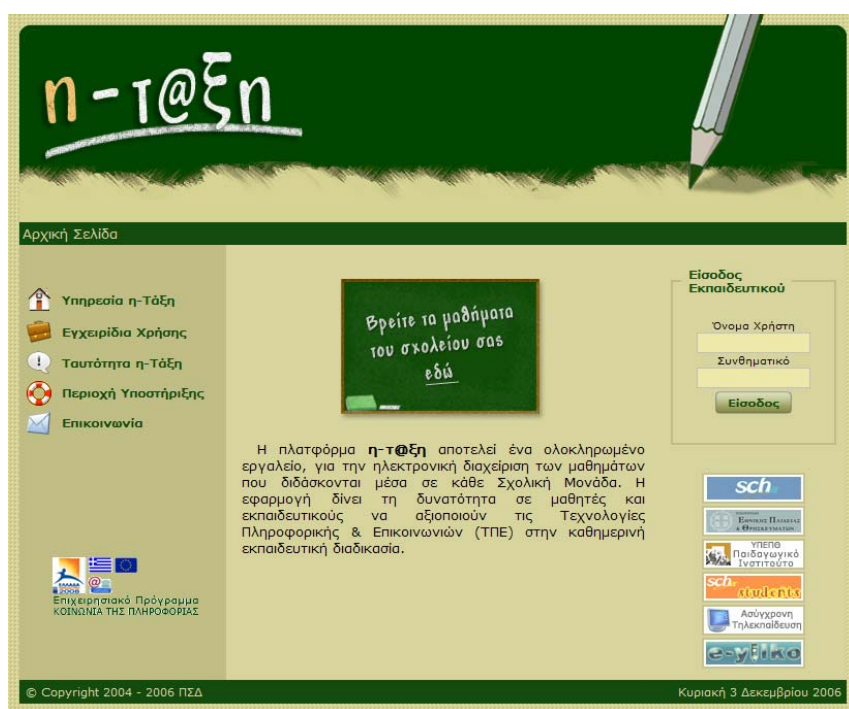 η-τ@ξη
Αρχική Σελίδα
Υπηρεσία η-Τάξη
Εγχειρίδια Χρήσης
Ταυτότητα η-Τάξη
Περιοχή Υποστήριξης
Επικοινωνία
Επιχειρησιακό Πρόγραμμα
ΚΟΙΝΩΝΙΑ ΤΗΣ ΠΛΗΡΟΦΟΡΙΑΣ
Βρείτε τα μαθήματα
του σχολείου σας
εδώ
Η πλατφόρμα η-τ@ξη αποτελεί ένα ολοκληρωμένο
εργαλείο, για την ηλεκτρονική διαχείριση των μαθημάτων
που διδάσκονται μέσα σε κάθε Σχολική Μονάδα. Η
εφαρμογή δίνει τη δυνατότητα σε μαθητές και
εκπαιδευτικούς να αξιοποιούν τις Τεχνολογίες
Πληροφορικής & Επικοινωνιών (ΤΠΕ) στην καθημερινή
εκπαιδευτική διαδικασία.
Είσοδος
Εκπαιδευτικού
Όνομα Χρήστη
Συνθηματικό
Είσοδος
sch
Εθνικής Παιδείας
& Θρησκευμάτων
ΥΠΕΠΘ
Παιδαγωγικό
Ινστιτούτο
sch
students
Ασύγχρονη
Τηλεκπαίδευση
e-yliko
© Copyright 2004 - 2006 ΠΣΔ
Κυριακή 3 Δεκεμβρίου 2006